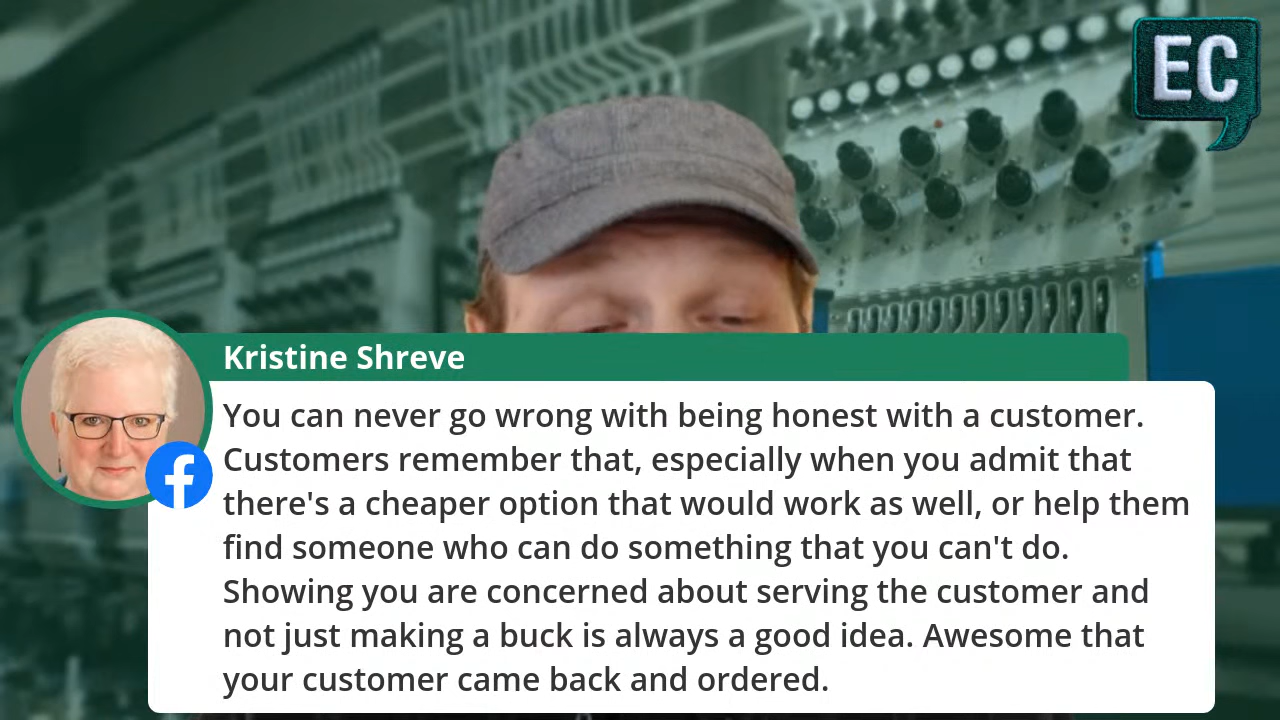 EC
Kristine Shreve
You can never go wrong with being honest with a customer.
Customers remember that, especially when you admit that
there's a cheaper option that would work as well, or help them
find someone who can do something that you can't do.
Showing you are concerned about serving the customer and
not just making a buck is always a good idea. Awesome that
your customer came back and ordered.